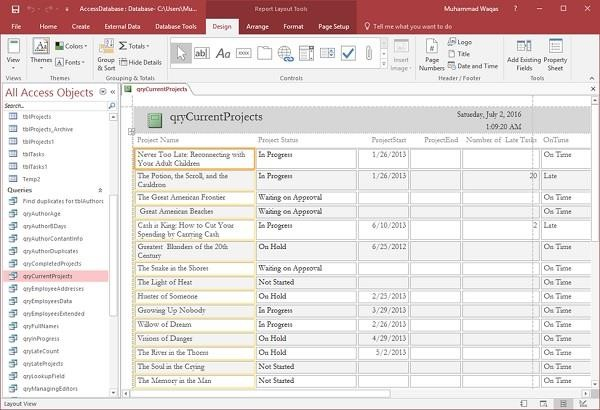 AccessDatabase : Database- C:\Users\Mu...
Report Layout Tools
Muhammad Waqas
File
Home
Create
External Data
Database Tools
Design
Arrange
Format
Page Setup
Tell me what you want to do
View
Themes
Colors
Fonts
Group & Sort
Totals
Hide Details
ab|
Aa
Insert Image
Page Numbers
Logo
Title
Date and Time
Add Existing Fields
Property Sheet
Views
Themes
Grouping & Totals
Controls
Header / Footer
Tools
All Access Objects
qryCurrentProjects
Search...
tblProjects
tblProjects_Archive
tblProjects1
tblTasks
tblTasks1
Temp2
Queries
Find duplicates for tblAuthors
qryAuthorAge
qryAuthorBDays
qryAuthorContantInfo
qryAuthorDuplicates
qryCompletedProjects
qryCurrentProjects
qryEmployeeAddresses
qryEmployeesData
qryEmployeesExtended
qryFullNames
qryInProgress
qryLateCount
qryLateProjects
qryLookupField
qryManagingEditors
qryCurrentProjects
Saturday, July 2, 2016
1:09:20 AM
Project Name Project Status ProjectStart ProjectEnd Number of Late Tasks OnTime
Never Too Late: Reconnecting with In Progress 1/26/2013 On Time
Your Adult Children
The Potion, the Scroll, and the In Progress 1/26/2013 20 Late
Cauldron
The Great American Frontier Waiting on Approval On Time
Great American Beaches Waiting on Approval On Time
Cash is King: How to Cut Your In Progress 6/10/2013 2 Late
Spending by Carrying Cash
Greatest Blunders of the 20th On Hold 6/25/2012 On Time
Century
The Snake in the Shores Waiting on Approval On Time
The Light of Heat Not Started On Time
Hunter of Someone On Hold 2/25/2013 On Time
Growing Up Nobody In Progress 3/29/2013 On Time
Willow of Dream In Progress 2/26/2013 On Time
Visions of Danger On Hold 4/29/2013 On Time
The River in the Thorns On Hold 5/2/2013 On Time
The Soul in the Crying Not Started On Time
The Memory in the Man Not Started On Time
Layout View